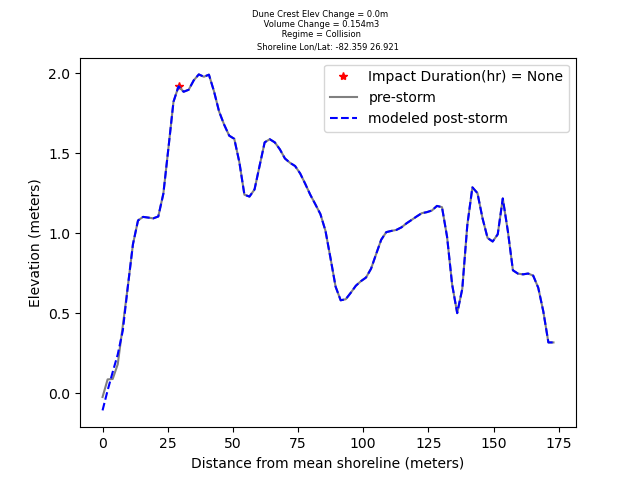 Dune Crest Elev Change = 0.0m
Volume Change = 0.154m3
Regime = Collision
Shoreline Lon/Lat: -82.359 26.921
Impact Duration(hr) = None
pre-storm
modeled post-storm
2.0
1.5
1.0
0.5
0.0
Elevation (meters)
0 25 50 75 100 125 150 175
Distance from mean shoreline (meters)